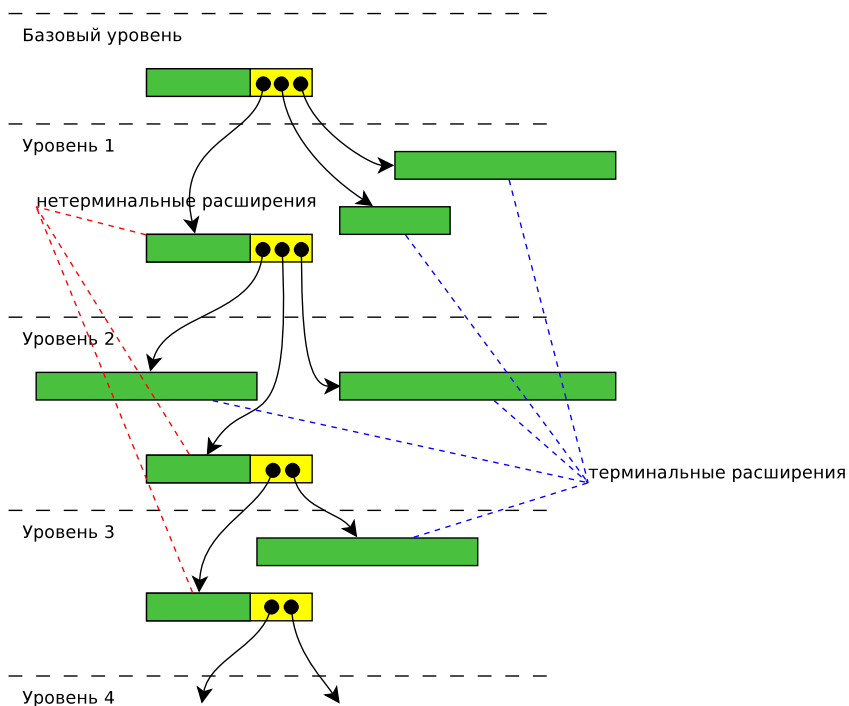 Базовый уровень
Уровень 1
нетерминальные расширения
Уровень 2
терминальные расширения
Уровень 3
Уровень 4